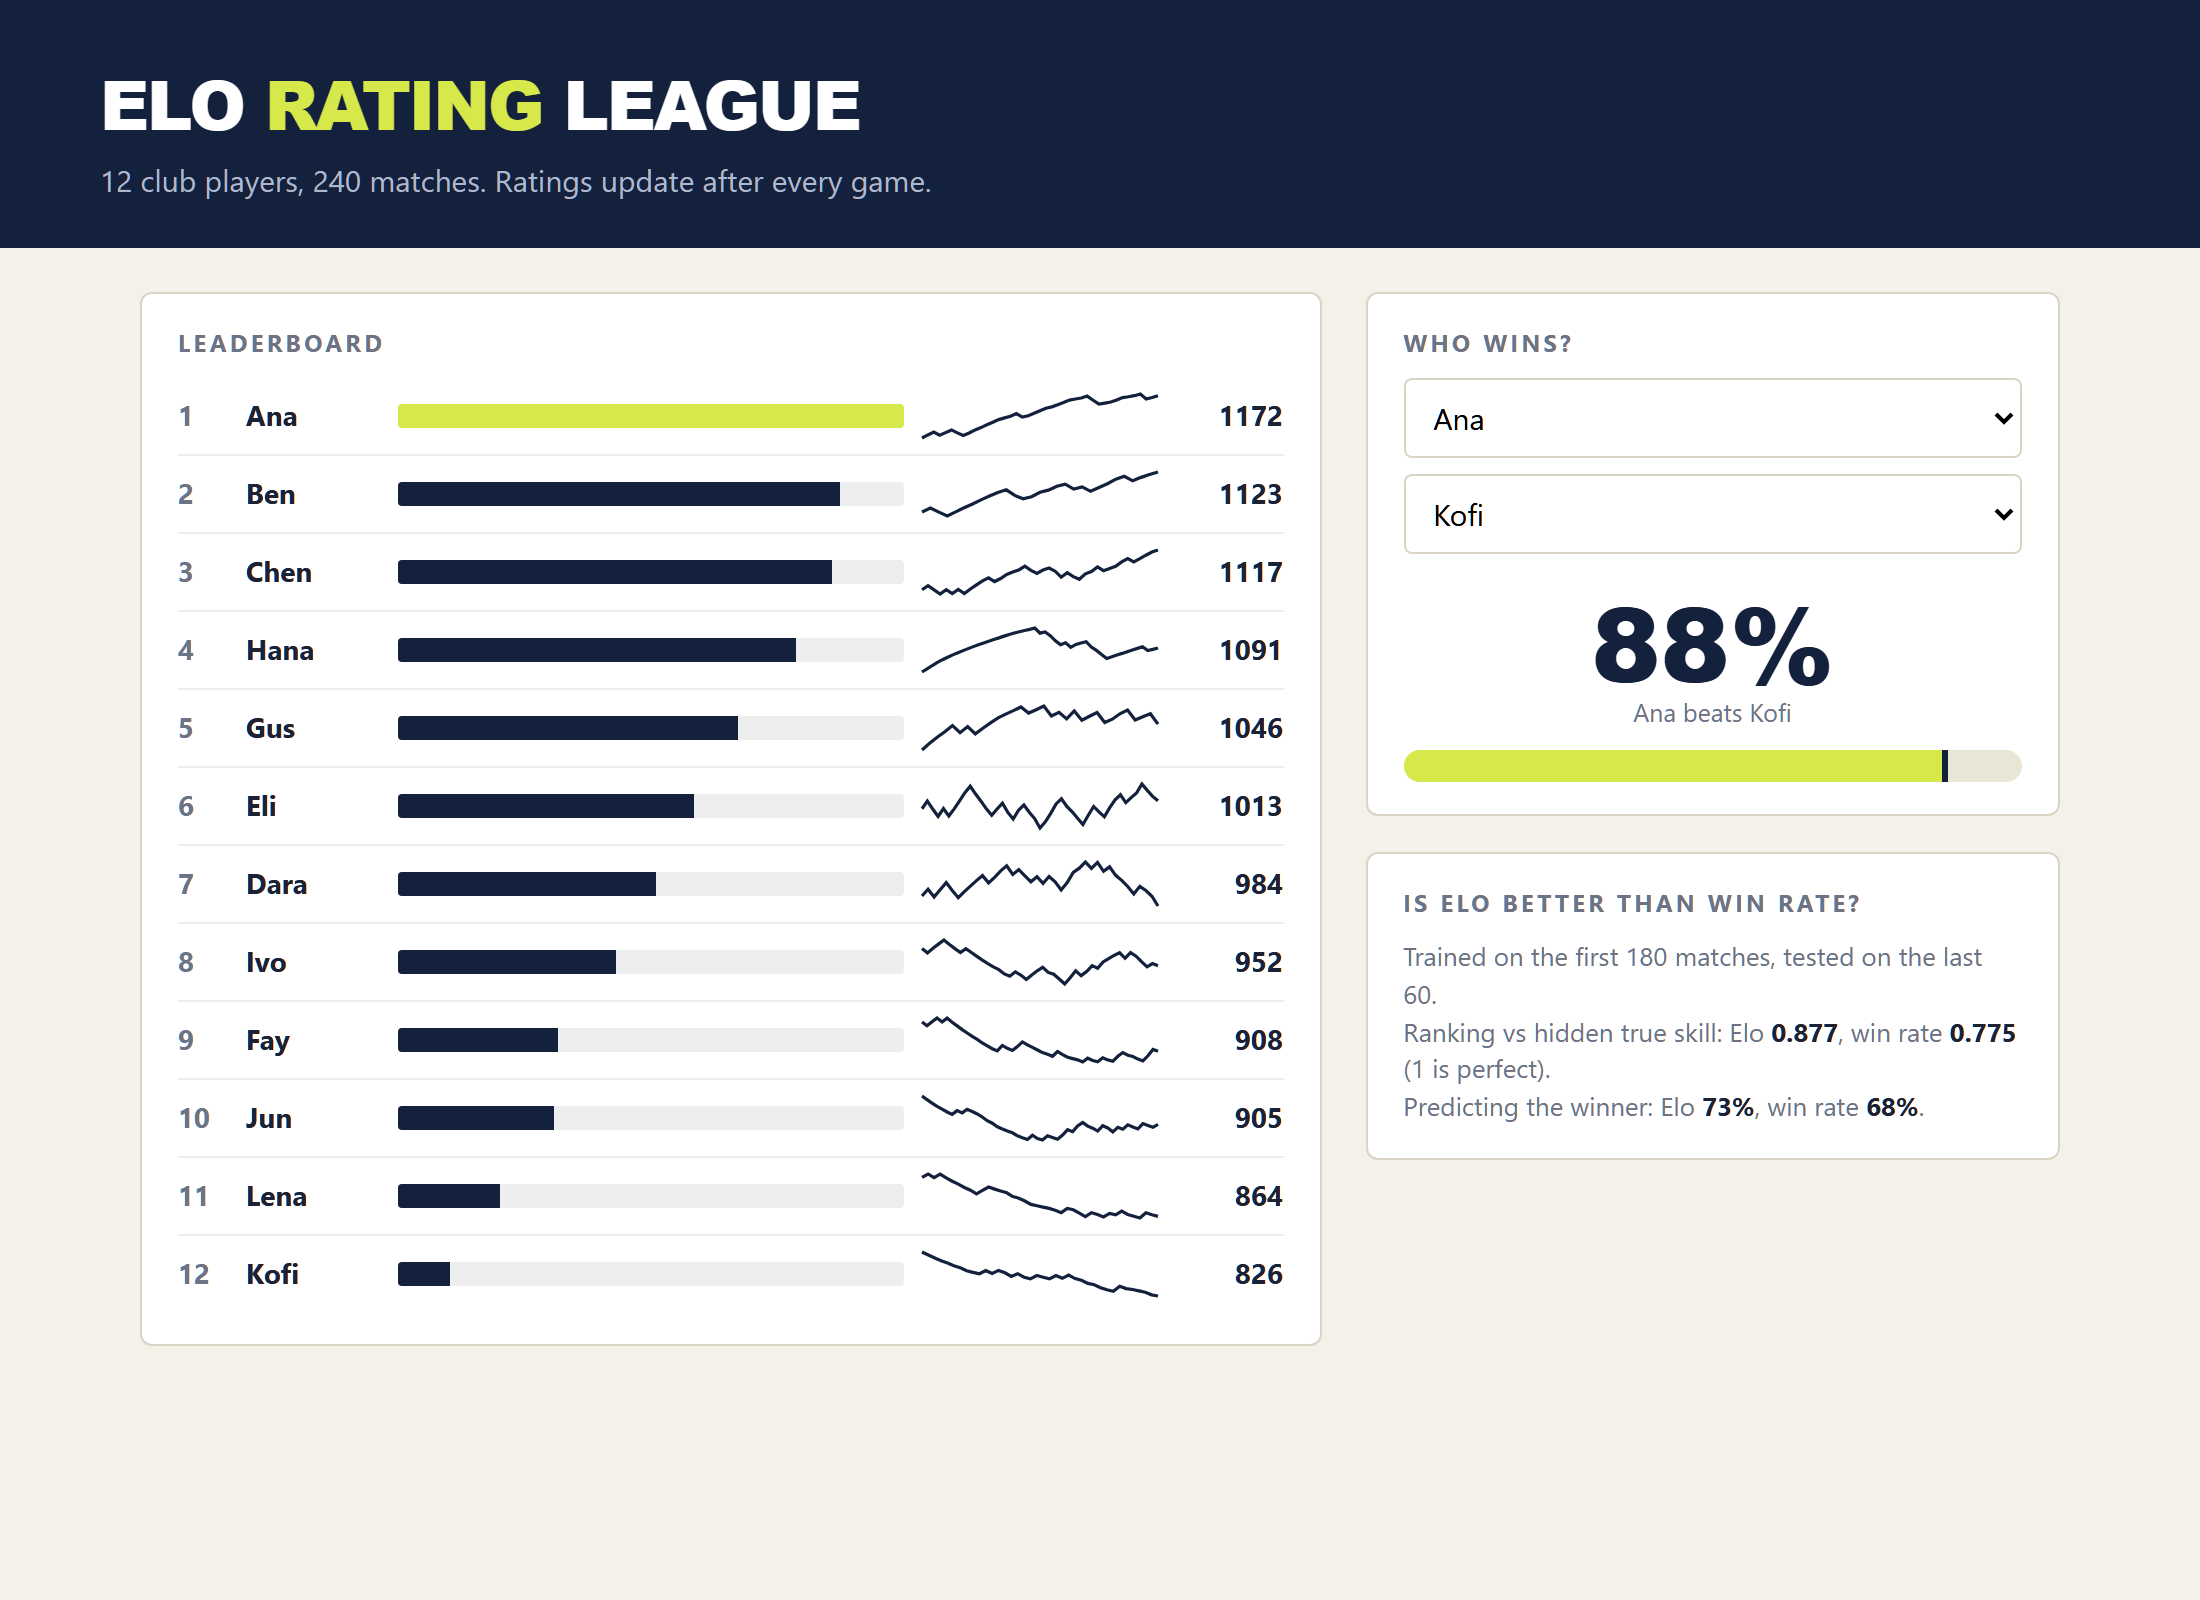 ELO RATING LEAGUE
12 club players, 240 matches. Ratings update after every game.
LEADERBOARD
1 Ana 1172
2 Ben 1123
3 Chen 1117
4 Hana 1091
5 Gus 1046
6 Eli 1013
7 Dara 984
8 Ivo 952
9 Fay 908
10 Jun 905
11 Lena 864
12 Kofi 826
WHO WINS?
Ana
Kofi
88%
Ana beats Kofi
IS ELO BETTER THAN WIN RATE?
Trained on the first 180 matches, tested on the last
60.
Ranking vs hidden true skill: Elo 0.877, win rate 0.775
(1 is perfect).
Predicting the winner: Elo 73%, win rate 68%.